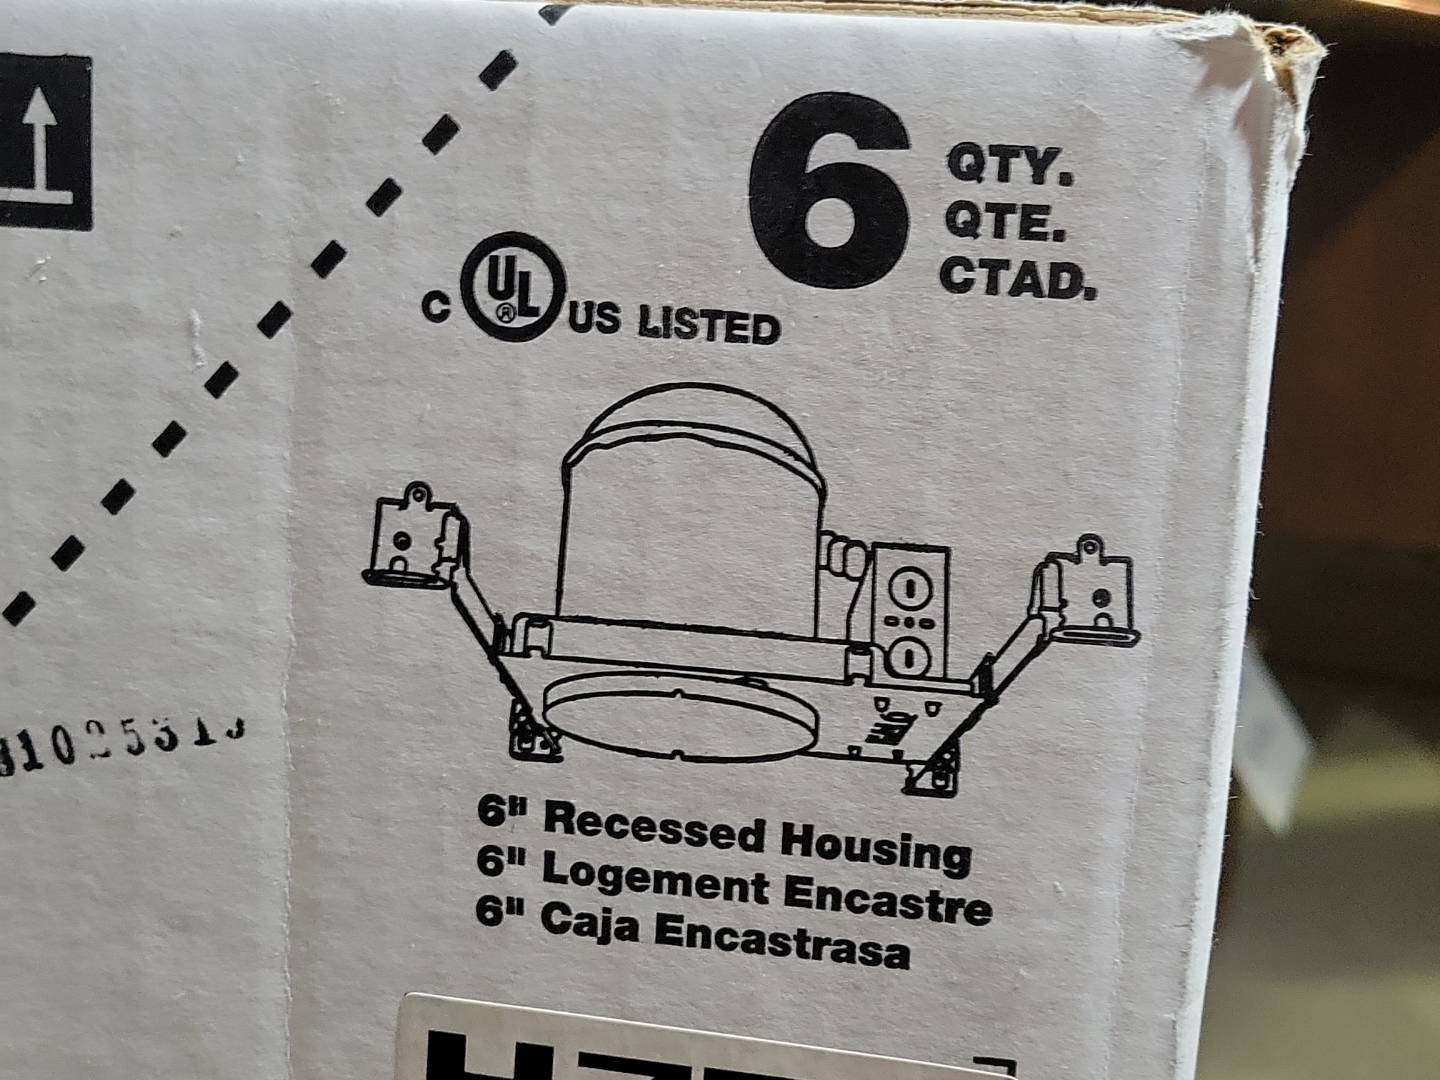 6
QTY.
QTE.
CTAD.
C UL® US LISTED
6" Recessed Housing
6" Logement Encastre
6" Caja Encastrasa